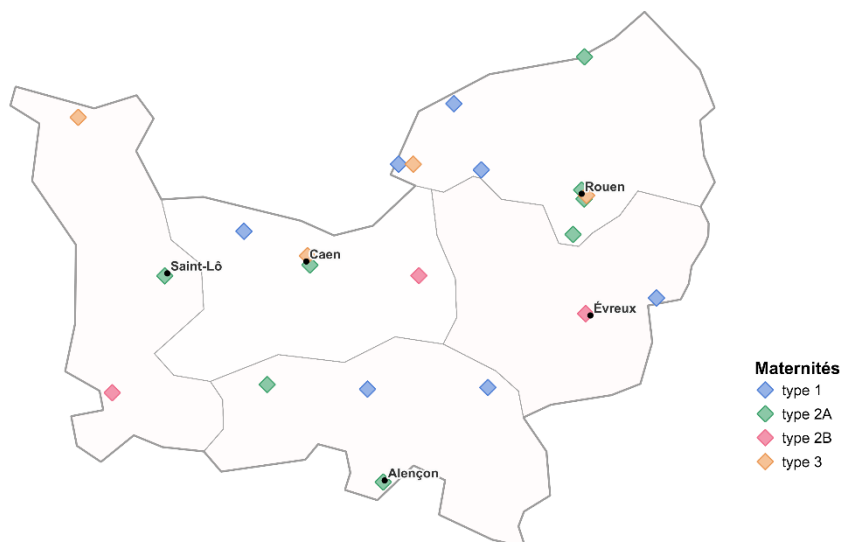 Rouen
Caen
Saint-Lô
Évreux
Alençon
Maternités
type 1
type 2A
type 2B
type 3